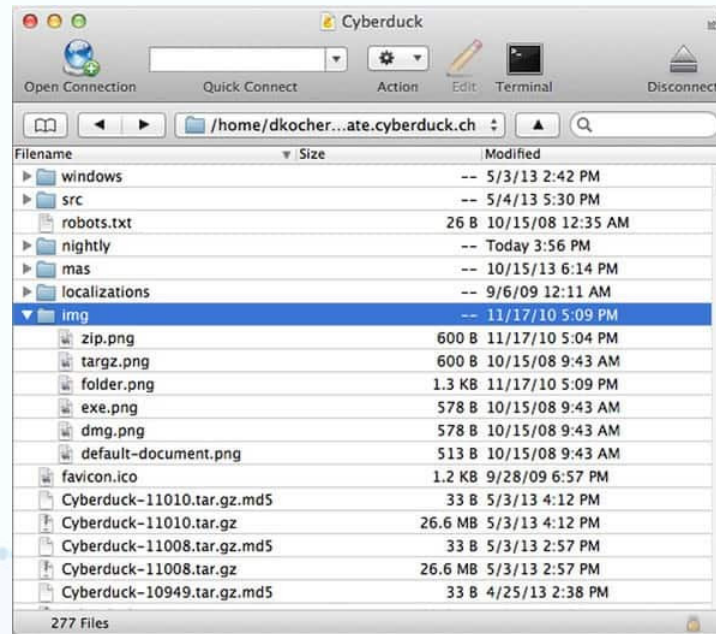 Cyberduck
Open Connection Quick Connect Action Edit Terminal Disconnect
/home/dkocher...ate.cyberduck.ch
Filename Size Modified
windows -- 5/3/13 2:42 PM
src -- 5/4/13 5:30 PM
robots.txt 26 B 10/15/08 12:35 AM
nightly -- Today 3:56 PM
mas -- 10/15/13 6:14 PM
localizations -- 9/6/09 12:11 AM
img -- 11/17/10 5:09 PM
zip.png 600 B 11/17/10 5:04 PM
targz.png 600 B 10/15/08 9:43 AM
folder.png 1.3 KB 11/17/10 5:09 PM
exe.png 578 B 10/15/08 9:43 AM
dmg.png 578 B 10/15/08 9:43 AM
default-document.png 513 B 10/15/08 9:43 AM
favicon.ico 1.2 KB 9/28/09 6:57 PM
Cyberduck-11010.tar.gz.md5 33 B 5/3/13 4:12 PM
Cyberduck-11010.tar.gz 26.6 MB 5/3/13 4:12 PM
Cyberduck-11008.tar.gz.md5 33 B 5/3/13 2:57 PM
Cyberduck-11008.tar.gz 26.6 MB 5/3/13 2:57 PM
Cyberduck-10949.tar.gz.md5 33 B 4/25/13 2:38 PM
277 Files